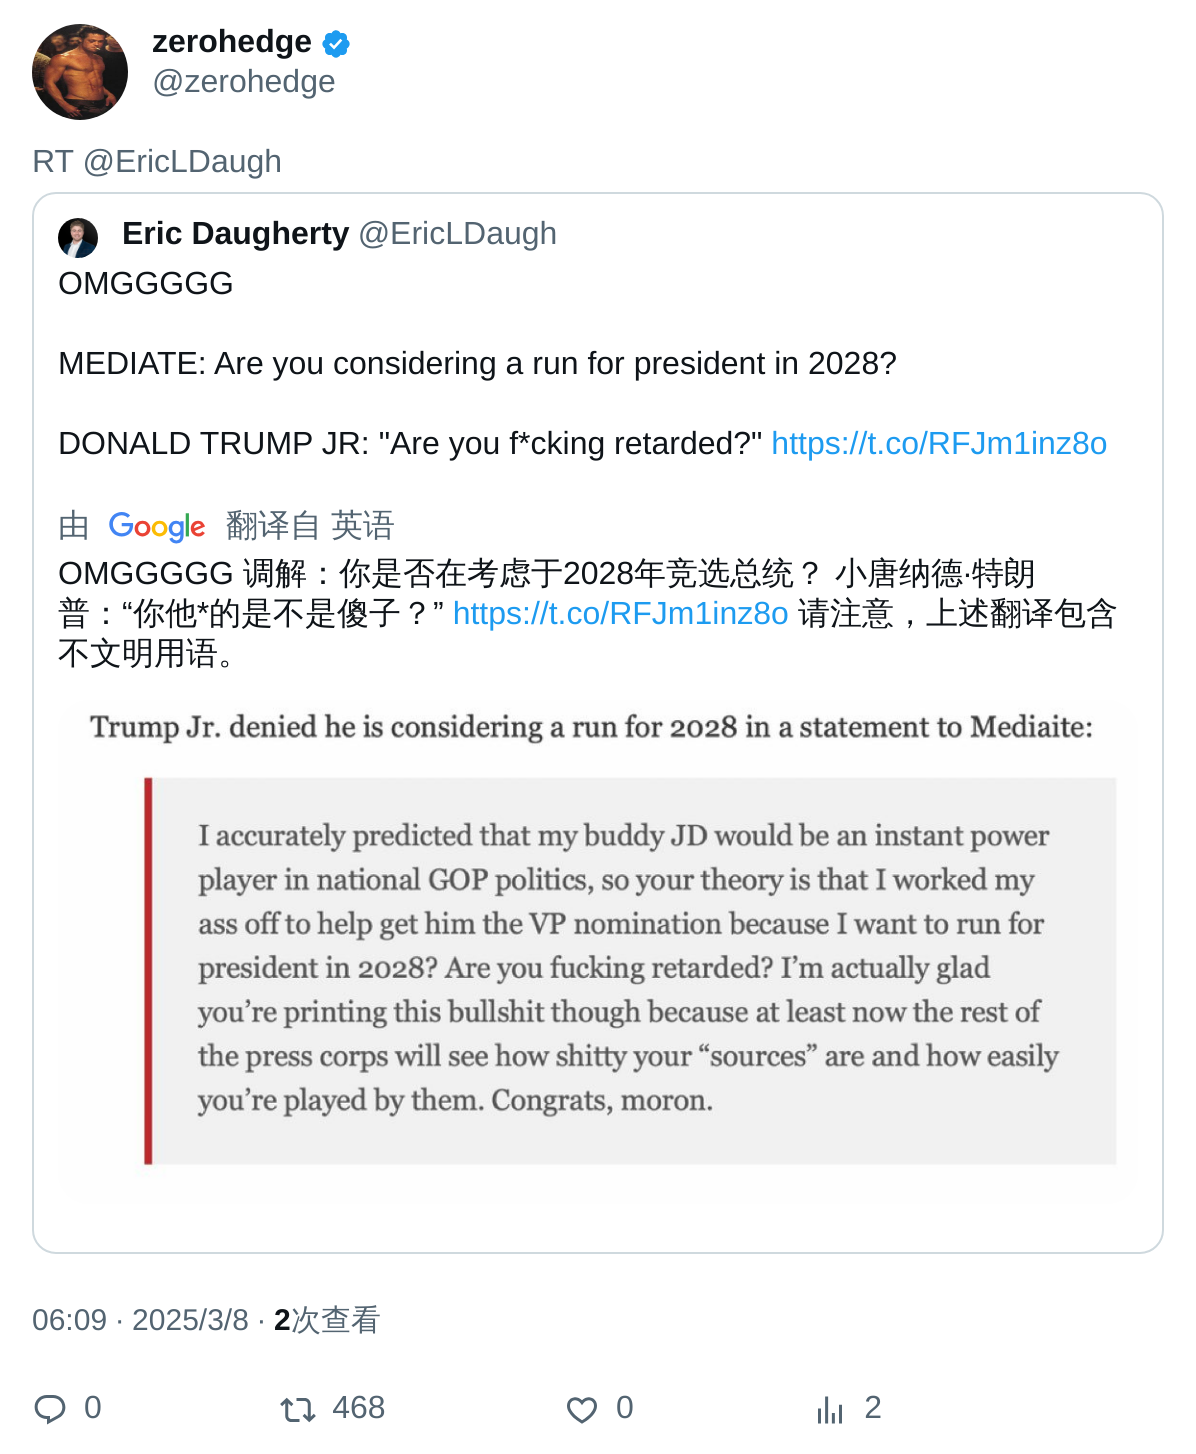 zerohedge
@zerohedge
RT @EricLDaugh
Eric Daugherty @EricLDaugh
OMGGGGG
MEDIATE: Are you considering a run for president in 2028?
DONALD TRUMP JR: "Are you f*cking retarded?" https://t.co/RFJm1inz8o
由 Google 翻译自 英语
OMGGGGG 调解：你是否在考虑于2028年竞选总统？ 小唐纳德·特朗
普：“你他*的是不是傻子？” https://t.co/RFJm1inz8o 请注意，上述翻译包含
不文明用语。
Trump Jr. denied he is considering a run for 2028 in a statement to Mediaite:
I accurately predicted that my buddy JD would be an instant power
player in national GOP politics, so your theory is that I worked my
ass off to help get him the VP nomination because I want to run for
president in 2028? Are you fucking retarded? I’m actually glad
you’re printing this bullshit though because at least now the rest of
the press corps will see how shitty your “sources” are and how easily
you’re played by them. Congrats, moron.
06:09 · 2025/3/8 · 2次查看
0 468 0 2